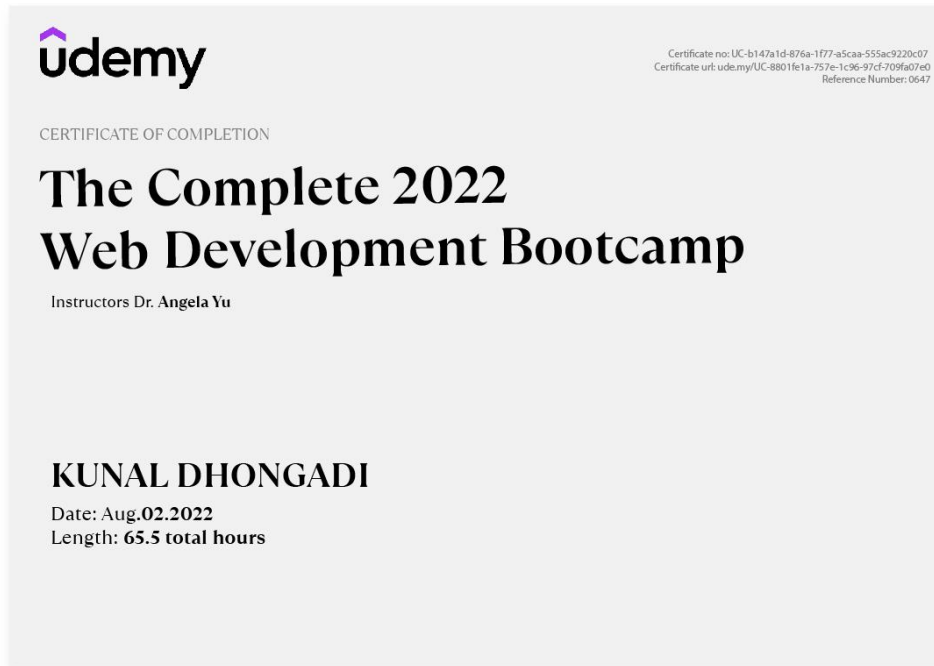 udemy
Certificate no: UC-b147a1d-876a-1f77-a5caa-555ac9220c07
Certificate url: ude.my/UC-8801fe1a-757e-1c96-97cf-709fa07e0
Reference Number: 0647
CERTIFICATE OF COMPLETION
The Complete 2022
Web Development Bootcamp
Instructors Dr. Angela Yu
KUNAL DHONGADI
Date: Aug.02.2022
Length: 65.5 total hours